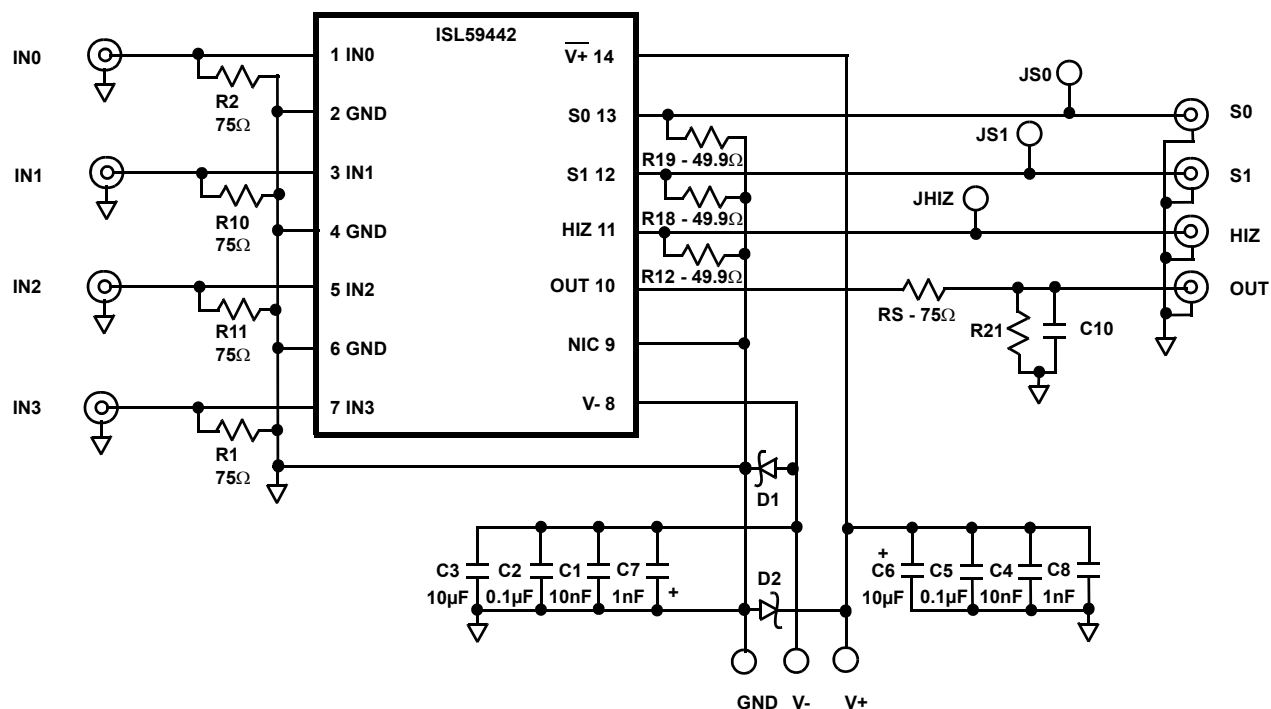 ISL59442
IN0
1 IN0
V+ 14
R2
75Ω
2 GND
S0 13
JS0
S0
R19 - 49.9Ω
JS1
IN1
3 IN1
S1 12
S1
R10
75Ω
R18 - 49.9Ω
JHIZ
4 GND
HIZ 11
HIZ
R12 - 49.9Ω
IN2
5 IN2
OUT 10
OUT
R11
75Ω
RS - 75Ω
R21
C10
6 GND
NIC 9
IN3
7 IN3
V- 8
R1
75Ω
D1
C3
10µF
C2
0.1µF
C1
10nF
C7
1nF
+
D2
+
C6
10µF
C5
0.1µF
C4
10nF
C8
1nF
GND
V-
V+